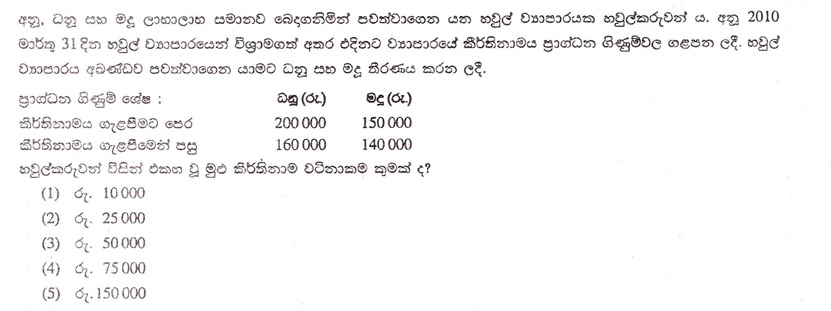 අනූ, ධනූ සහ මදූ ලාභාලාභ සමානව බෙදාගනිමින් පවත්වාගෙන යන හවුල් ව්‍යාපාරයක හවුල්කරුවන් ය. අනූ 2010
මාර්තු 31 දින හවුල් ව්‍යාපාරයෙන් විශ්‍රාමගත් අතර එදිනට ව්‍යාපාරයේ කීර්තිනාමය ප්‍රාග්ධන ගිණුම්වල ගළපන ලදී. හවුල්
ව්‍යාපාරය අඛණ්ඩව පවත්වාගෙන යාමට ධනූ සහ මදූ තීරණය කරන ලදී.
ප්‍රාග්ධන ගිණුම් ශේෂ : ධනූ (රු.) මදූ (රු.)
කීර්තිනාමය ගැළපීමට පෙර 200 000 150 000
කීර්තිනාමය ගැළපීමෙන් පසු 160 000 140 000
හවුල්කරුවන් විසින් එකඟ වූ මුළු කීර්තිනාම වටිනාකම කුමක් ද?
(1) රු. 10 000
(2) රු. 25 000
(3) රු. 50 000
(4) රු. 75 000
(5) රු. 150 000